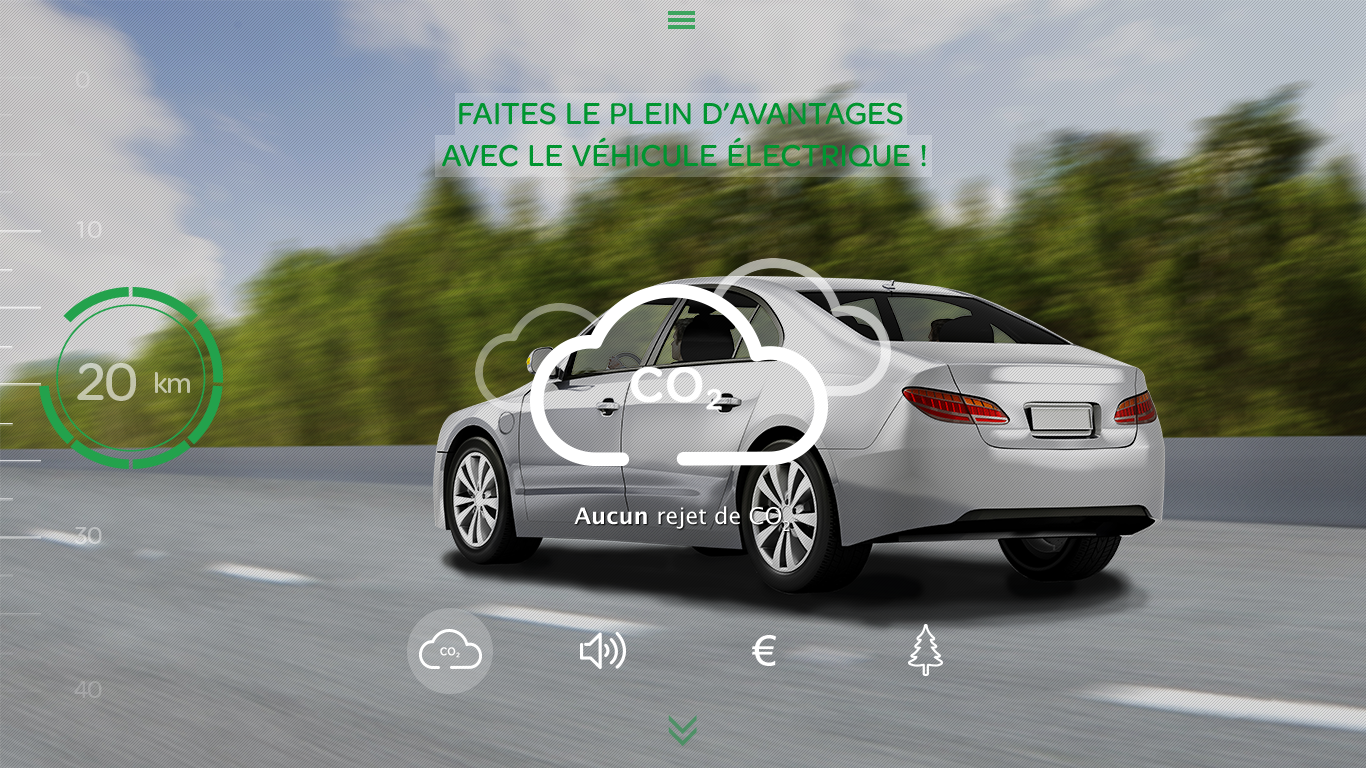 FAITES LE PLEIN D'AVANTAGES
AVEC LE VÉHICULE ÉLECTRIQUE !
0
10
20 km
30
40
CO₂
Aucun rejet de CO₂
CO₂
€